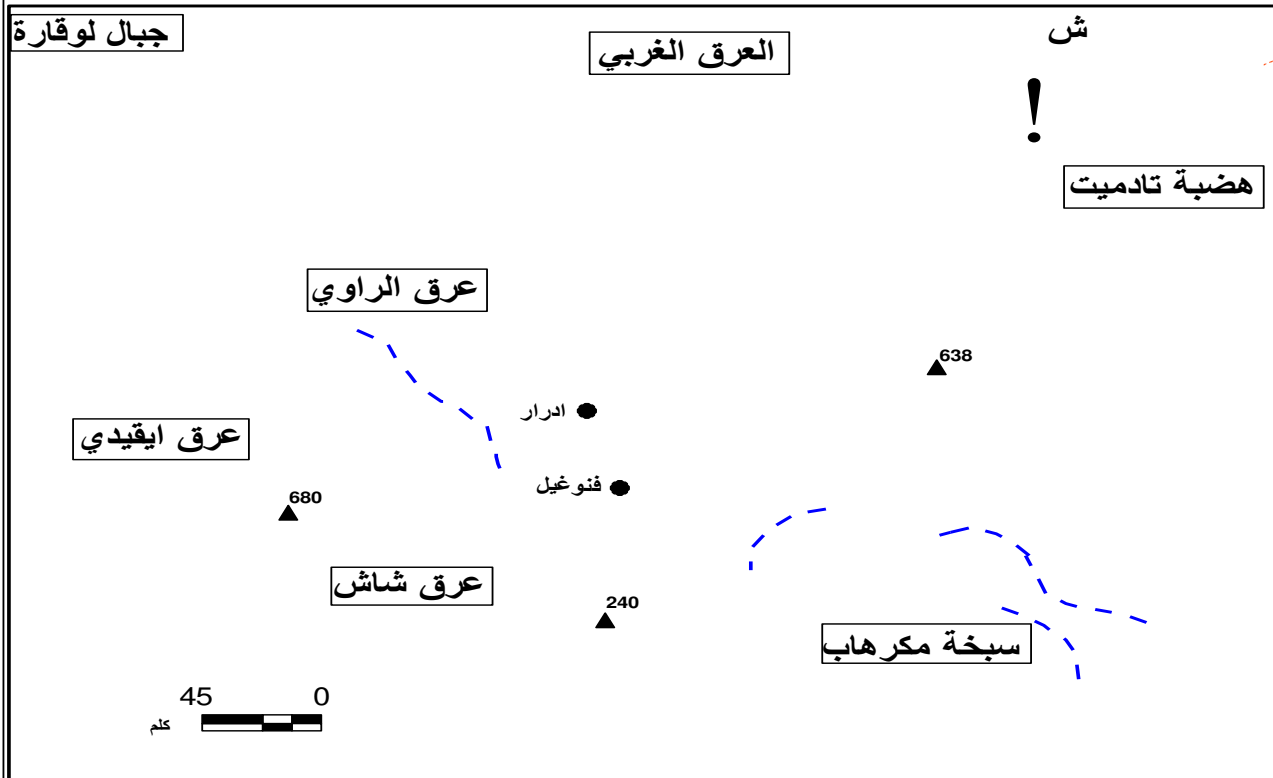 ش
العرق الغربي
جبال لوقارة
!
هضبة تادميت
عرق الراوي
638
ادرار
عرق ايقيدي
فنوغيل
680
عرق شاش
240
سبخة مكرهاب
45 0
كلم